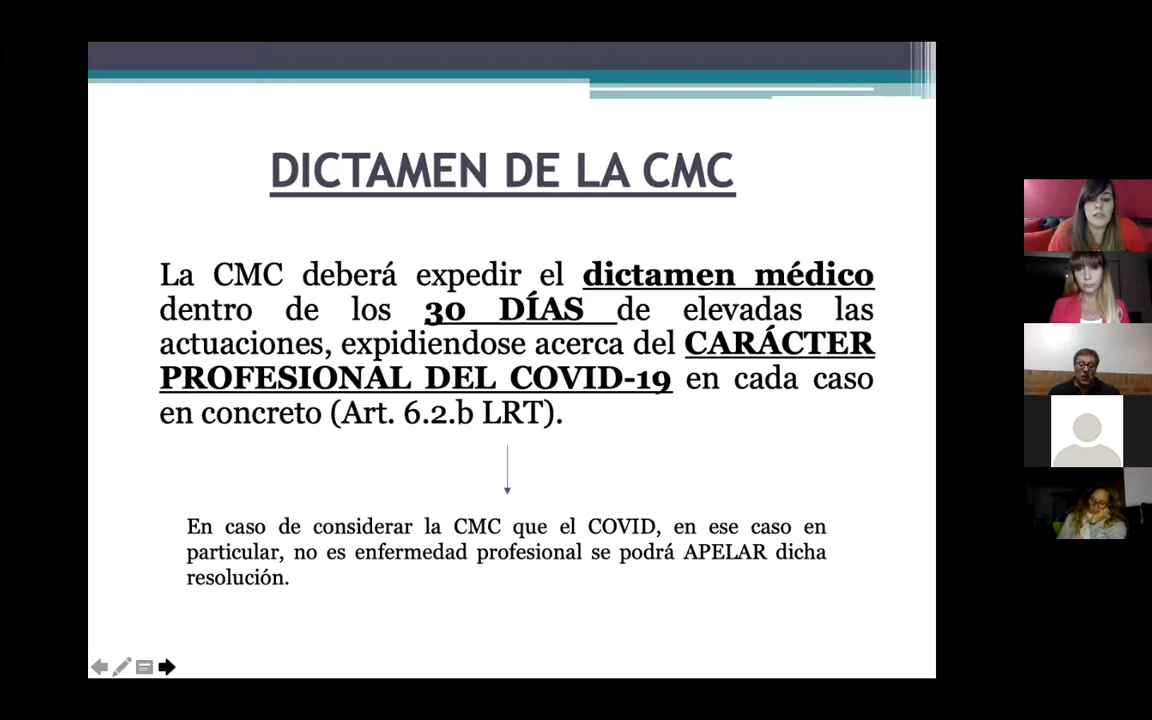 DICTAMEN DE LA CMC
La CMC deberá expedir el dictamen médico
dentro de los 30 DÍAS de elevadas las
actuaciones, expidiendose acerca del CARÁCTER
PROFESIONAL DEL COVID-19 en cada caso
en concreto (Art. 6.2.b LRT).
En caso de considerar la CMC que el COVID, en ese caso en
particular, no es enfermedad profesional se podrá APELAR dicha
resolución.